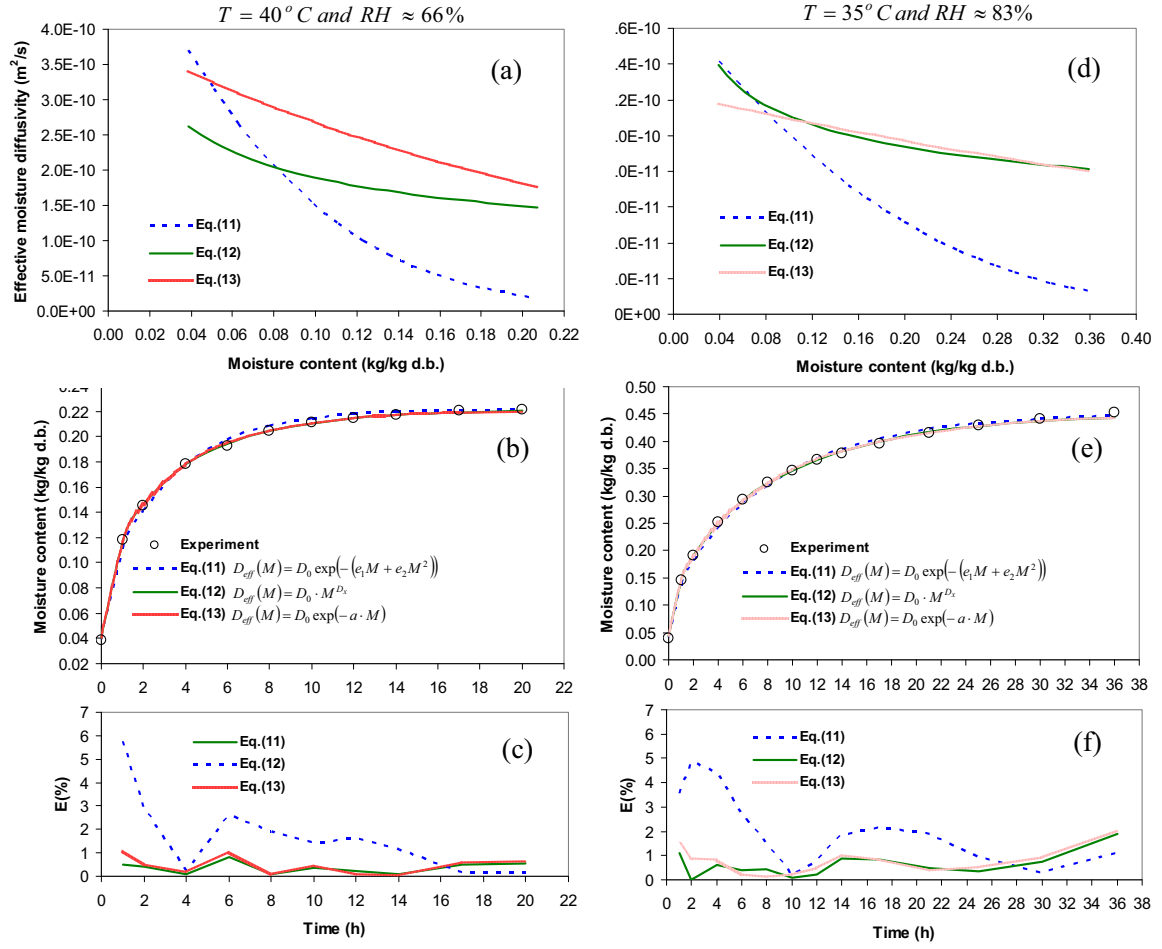 T = 40° C and RH ≈ 66%
4.0E-10
3.5E-10
3.0E-10
2.5E-10
2.0E-10
1.5E-10
1.0E-10
5.0E-11
0.0E+00
Effective moisture diffusivity (m²/s)
(a)
Eq.(11)
Eq.(12)
Eq.(13)
0.00 0.02 0.04 0.06 0.08 0.10 0.12 0.14 0.16 0.18 0.20 0.22
Moisture content (kg/kg d.b.)
T = 35° C and RH ≈ 83%
.6E-10
.4E-10
.2E-10
.0E-10
.0E-11
.0E-11
.0E-11
.0E-11
0E+00
(d)
Eq.(11)
Eq.(12)
Eq.(13)
0.00 0.04 0.08 0.12 0.16 0.20 0.24 0.28 0.32 0.36 0.40
Moisture content (kg/kg d.b.)
0.24
0.22
0.20
0.18
0.16
0.14
0.12
0.10
0.08
0.06
0.04
0.02
Moisture content (kg/kg d.b.)
(b)
Experiment
Eq.(11) D_eff(M) = D_0 exp(-(e_1M + e_2M²))
Eq.(12) D_eff(M) = D_0 · M^{D_x}
Eq.(13) D_eff(M) = D_0 exp(-a · M)
0 2 4 6 8 10 12 14 16 18 20 22
0.50
0.45
0.40
0.35
0.30
0.25
0.20
0.15
0.10
0.05
0.00
Moisture content (kg/kg d.b.)
(e)
Experiment
Eq.(11) D_eff(M) = D_0 exp(-(e_1M + e_2M²))
Eq.(12) D_eff(M) = D_0 · M^{D_x}
Eq.(13) D_eff(M) = D_0 exp(-a · M)
0 2 4 6 8 10 12 14 16 18 20 22 24 26 28 30 32 34 36 38
7
6
5
4
3
2
1
0
E(%)
(c)
Eq.(11)
Eq.(12)
Eq.(13)
0 2 4 6 8 10 12 14 16 18 20 22
Time (h)
7
6
5
4
3
2
1
0
E(%)
(f)
Eq.(11)
Eq.(12)
Eq.(13)
0 2 4 6 8 10 12 14 16 18 20 22 24 26 28 30 32 34 36 38
Time (h)